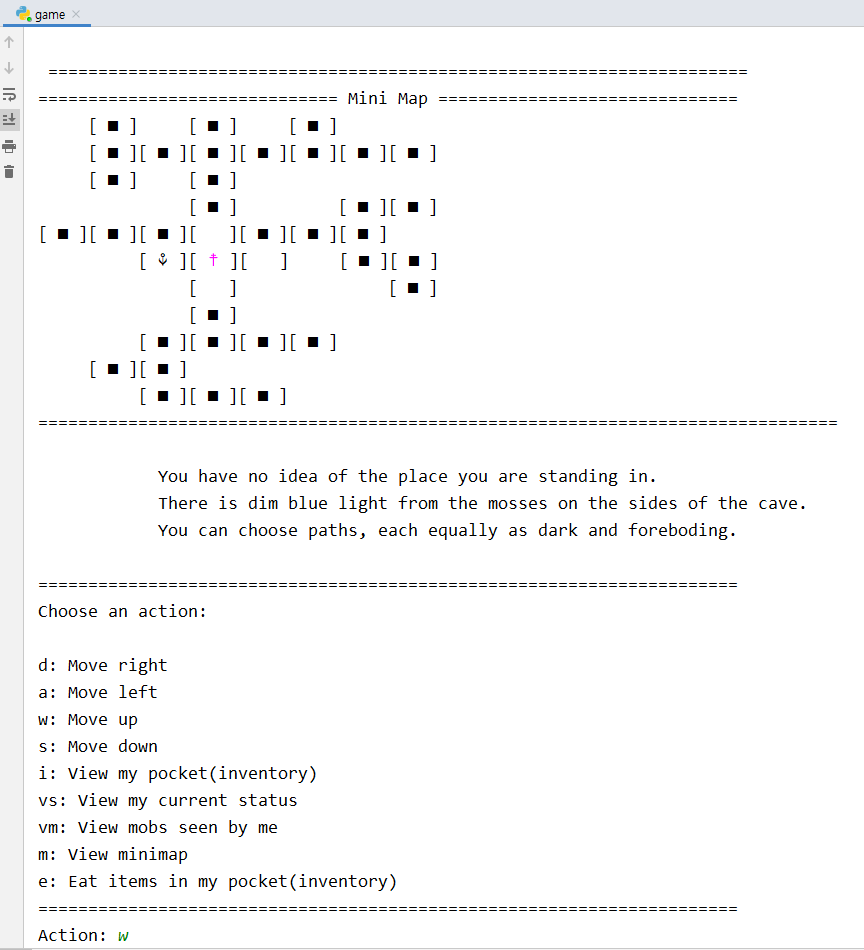 game
======================================================================
============================== Mini Map ==============================
     [ ■ ]     [ ■ ]     [ ■ ]
     [ ■ ][ ■ ][ ■ ][ ■ ][ ■ ][ ■ ][ ■ ]
     [ ■ ]     [ ■ ]
               [ ■ ]          [ ■ ][ ■ ]
[ ■ ][ ■ ][ ■ ][   ][ ■ ][ ■ ][ ■ ]
          [ ⚓ ][ † ][   ]     [ ■ ][ ■ ]
               [   ]               [ ■ ]
               [ ■ ]
          [ ■ ][ ■ ][ ■ ][ ■ ]
     [ ■ ][ ■ ]
          [ ■ ][ ■ ][ ■ ]
================================================================================
You have no idea of the place you are standing in.
There is dim blue light from the mosses on the sides of the cave.
You can choose paths, each equally as dark and foreboding.
======================================================================
Choose an action:
d: Move right
a: Move left
w: Move up
s: Move down
i: View my pocket(inventory)
vs: View my current status
vm: View mobs seen by me
m: View minimap
e: Eat items in my pocket(inventory)
======================================================================
Action: w